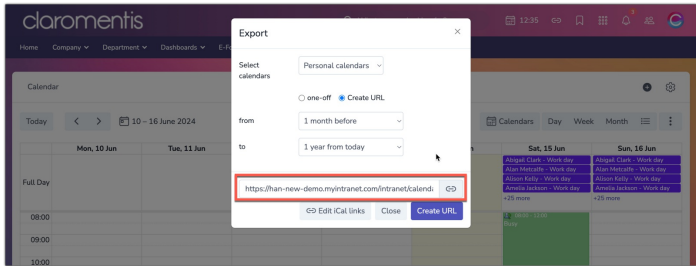 claromentis
12:35
3
Home Company Department Dashboards E-Fo
Calendar
Today < > 10 – 16 June 2024
Calendars Day Week Month
Mon, 10 Jun Tue, 11 Jun n Sat, 15 Jun Sun, 16 Jun
Full Day
Abigail Clark - Work day Abigail Clark - Work day
Alan Metcalfe - Work day Alan Metcalfe - Work day
Alison Kelly - Work day Alison Kelly - Work day
Amelia Jackson - Work day Amelia Jackson - Work day
+25 more +25 more
08:00
09:00
10:00
Export ×
Select calendars Personal calendars
one-off Create URL
from 1 month before
to 1 year from today
https://han-new-demo.myintranet.com/intranet/calenda
Edit iCal links Close Create URL